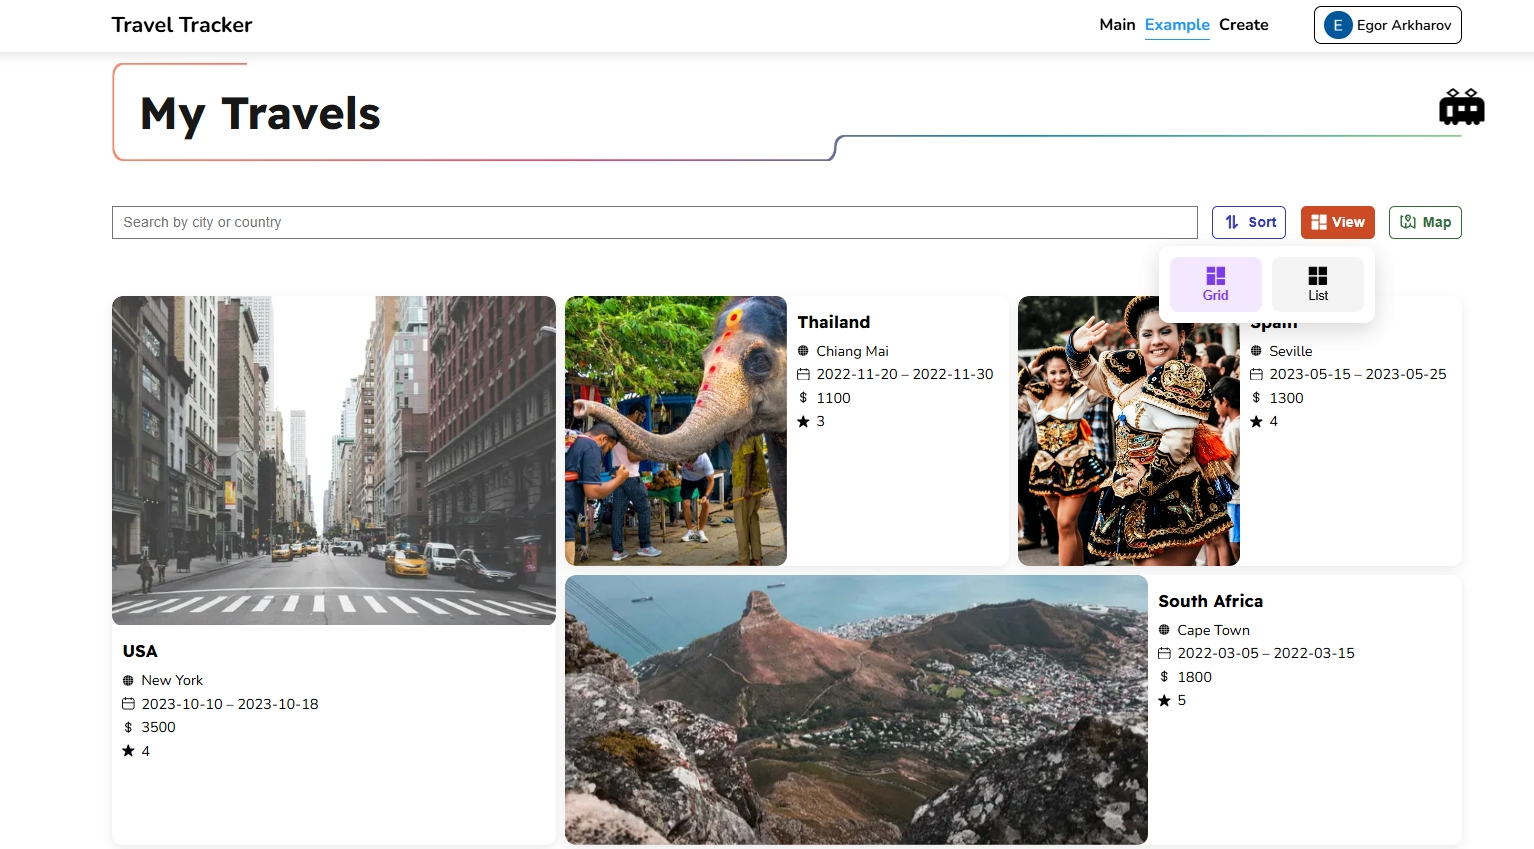 Travel Tracker
Main Example Create
E Egor Arkharov
My Travels
Search by city or country
Sort
View
Map
Grid
List
USA
New York
2023-10-10 – 2023-10-18
$ 3500
4
Thailand
Chiang Mai
2022-11-20 – 2022-11-30
$ 1100
3
Spain
Seville
2023-05-15 – 2023-05-25
$ 1300
4
South Africa
Cape Town
2022-03-05 – 2022-03-15
$ 1800
5